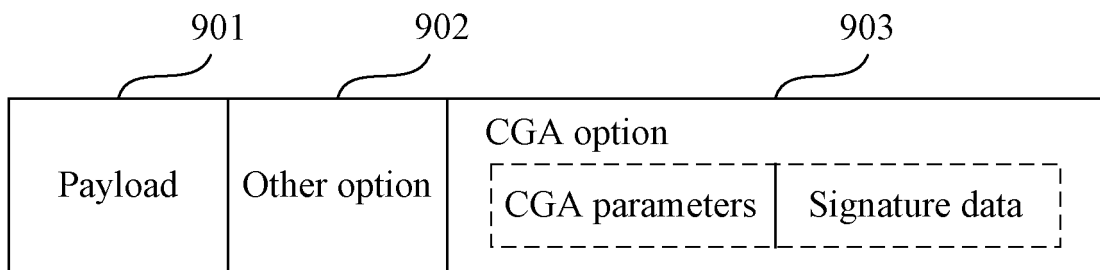 901
902
903
Payload
Other option
CGA option
CGA parameters
Signature data